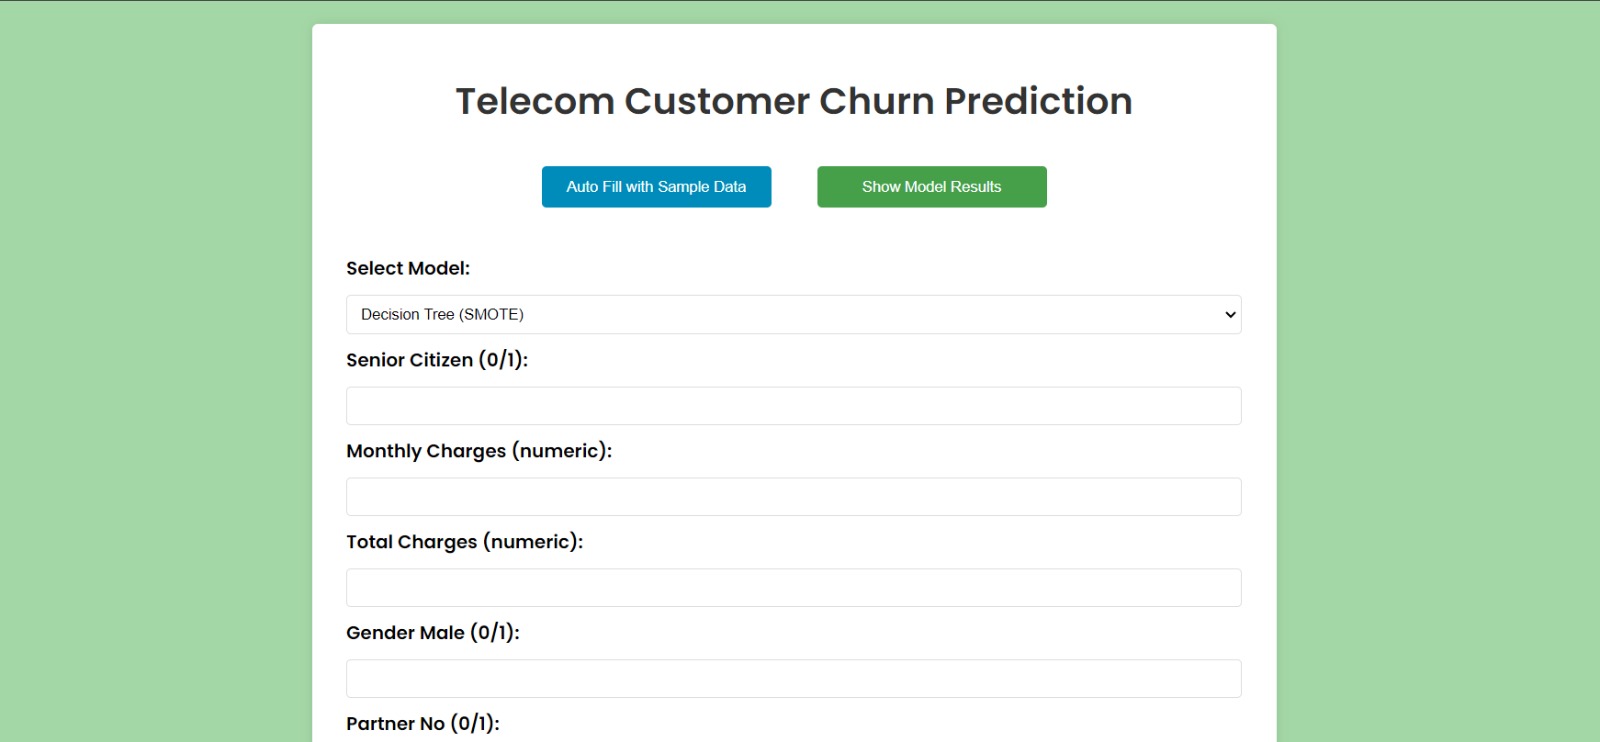 Telecom Customer Churn Prediction
Auto Fill with Sample Data
Show Model Results
Select Model:
Decision Tree (SMOTE)
Senior Citizen (0/1):
Monthly Charges (numeric):
Total Charges (numeric):
Gender Male (0/1):
Partner No (0/1):